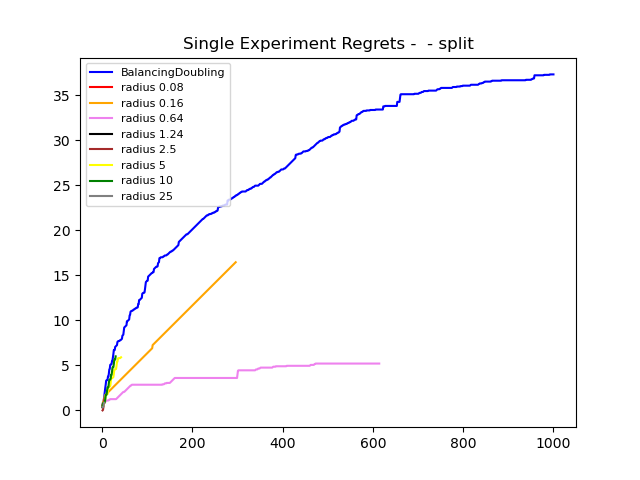 Single Experiment Regrets -  - split
BalancingDoubling
radius 0.08
radius 0.16
radius 0.64
radius 1.24
radius 2.5
radius 5
radius 10
radius 25
35
30
25
20
15
10
5
0
0 200 400 600 800 1000